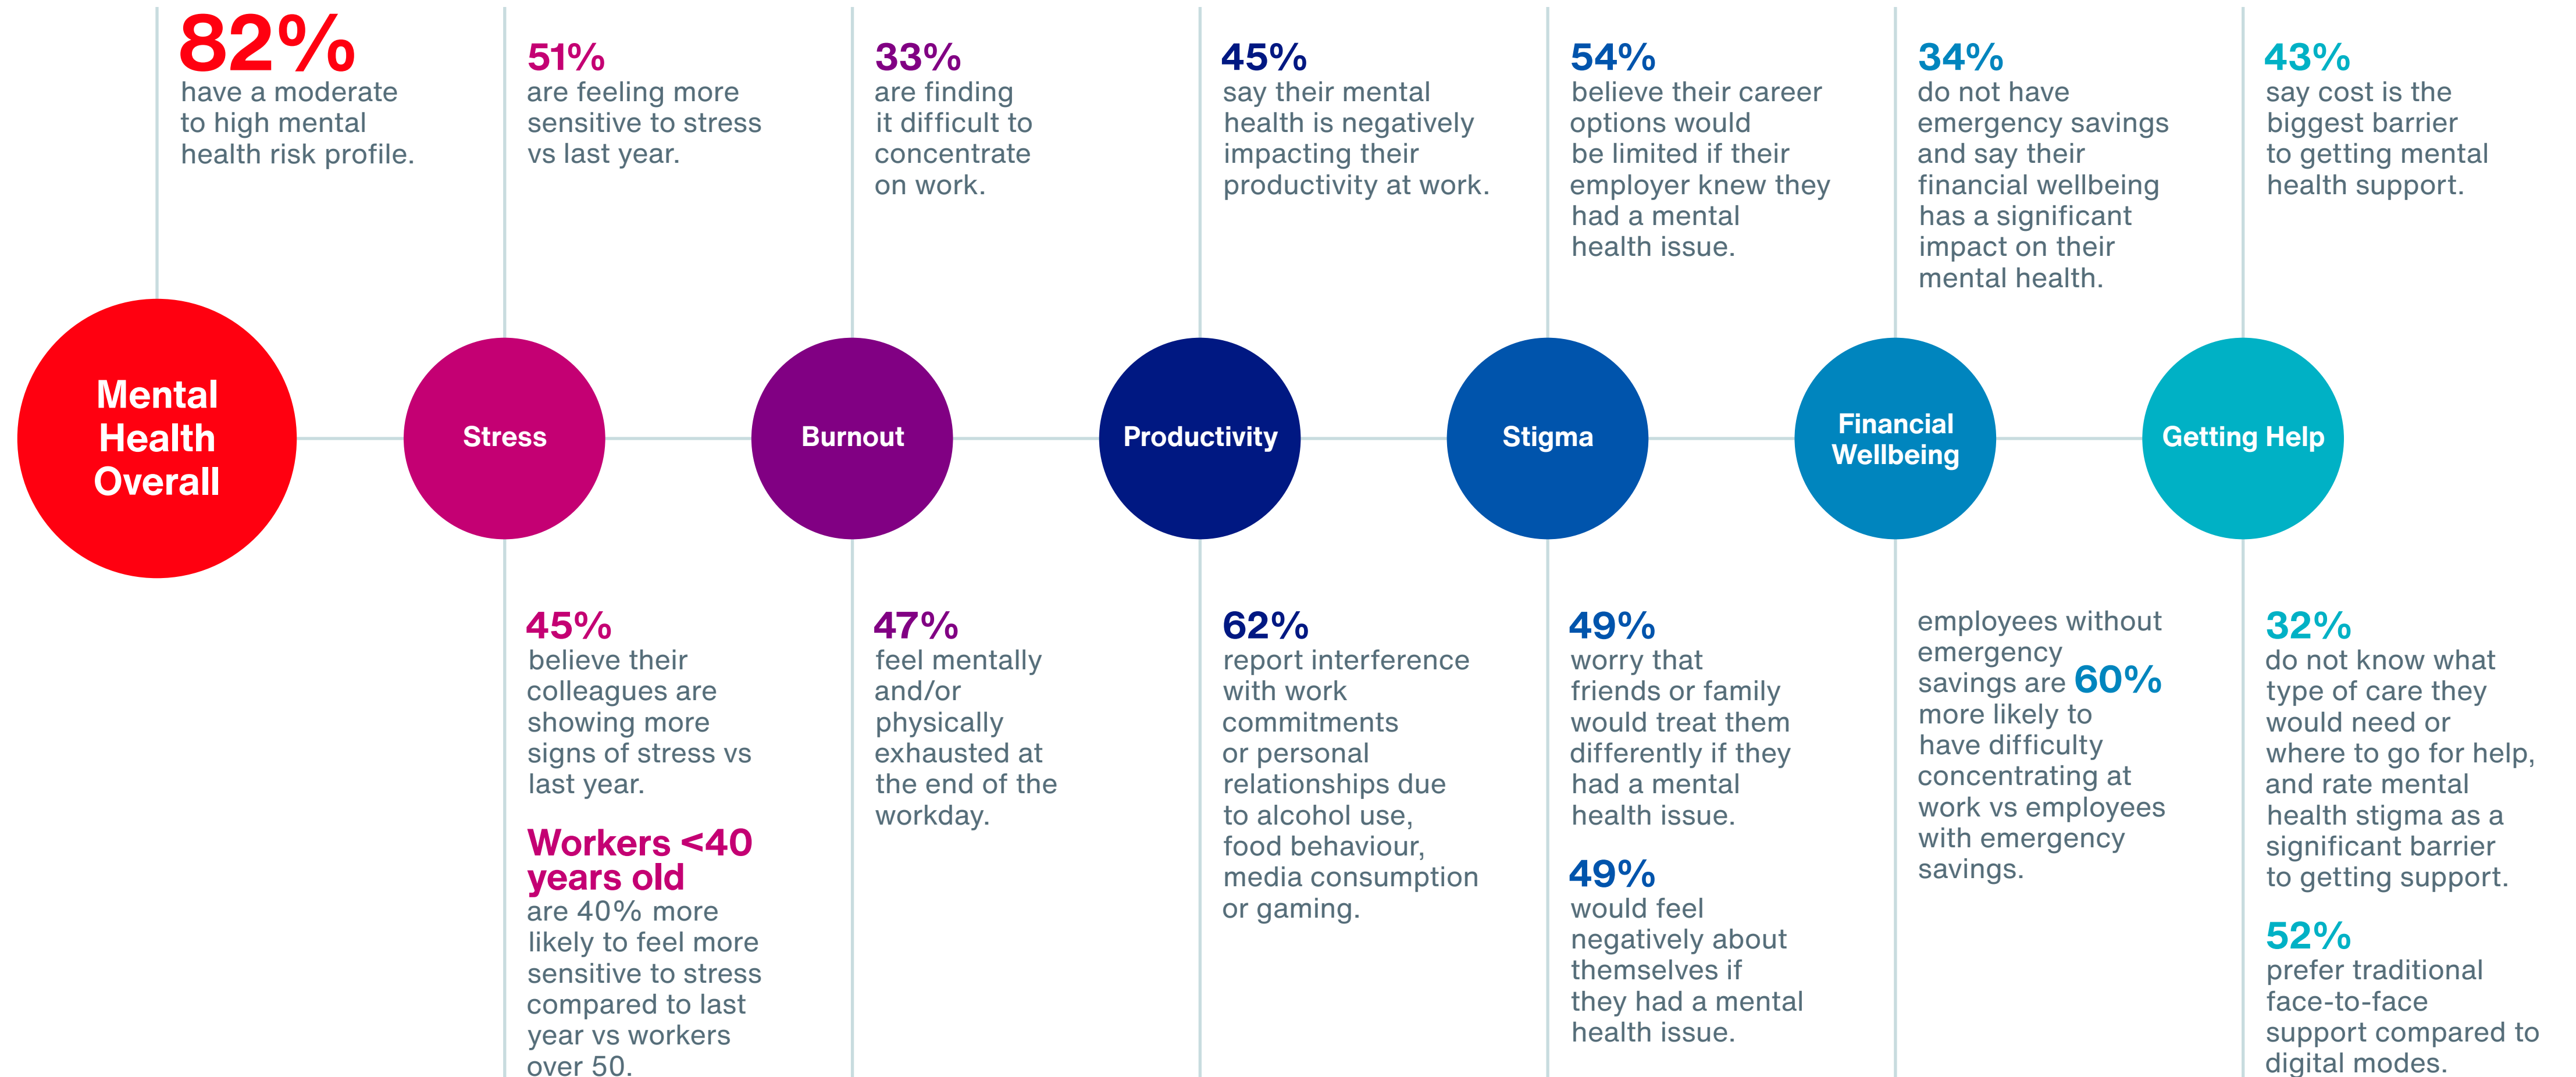 82%
have a moderate
to high mental
health risk profile.
51%
are feeling more
sensitive to stress
vs last year.
33%
are finding
it difficult to
concentrate
on work.
45%
say their mental
health is negatively
impacting their
productivity at work.
54%
believe their career
options would
be limited if their
employer knew they
had a mental
health issue.
34%
do not have
emergency savings
and say their
financial wellbeing
has a significant
impact on their
mental health.
43%
say cost is the
biggest barrier
to getting mental
health support.
Mental
Health
Overall
Stress
Burnout
Productivity
Stigma
Financial
Wellbeing
Getting Help
45%
believe their
colleagues are
showing more
signs of stress vs
last year.
Workers <40
years old
are 40% more
likely to feel more
sensitive to stress
compared to last
year vs workers
over 50.
47%
feel mentally
and/or
physically
exhausted at
the end of the
workday.
62%
report interference
with work
commitments
or personal
relationships due
to alcohol use,
food behaviour,
media consumption
or gaming.
49%
worry that
friends or family
would treat them
differently if they
had a mental
health issue.
49%
would feel
negatively about
themselves if
they had a mental
health issue.
employees without
emergency
savings are 60%
more likely to
have difficulty
concentrating at
work vs employees
with emergency
savings.
32%
do not know what
type of care they
would need or
where to go for help,
and rate mental
health stigma as a
significant barrier
to getting support.
52%
prefer traditional
face-to-face
support compared to
digital modes.